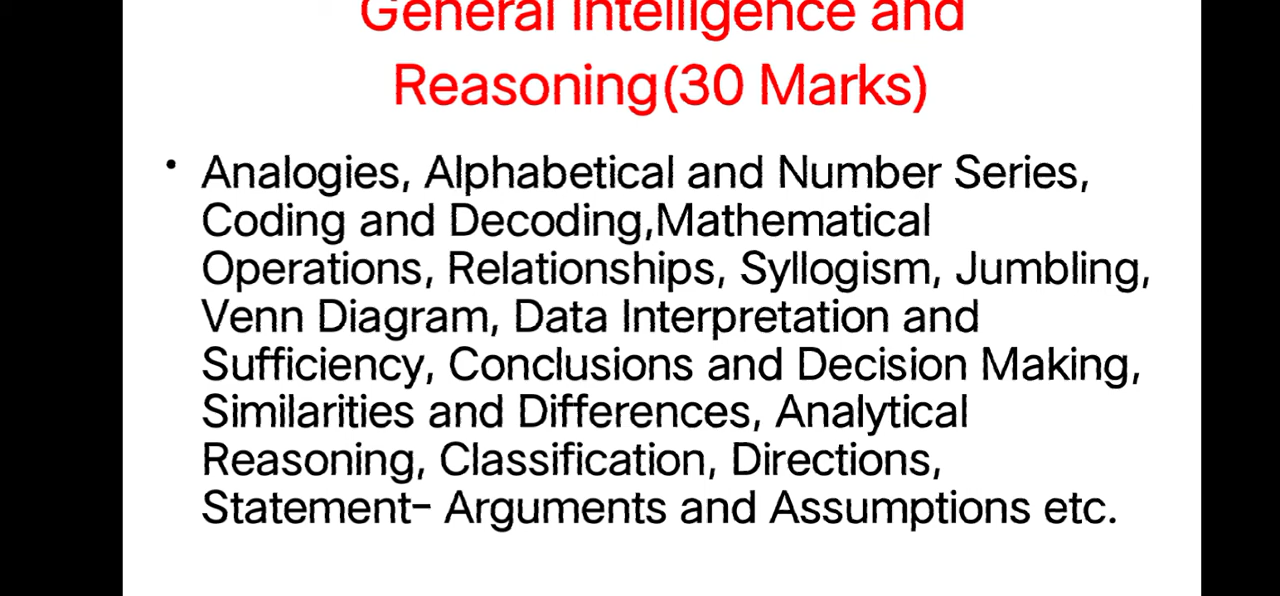 General Intelligence and
Reasoning(30 Marks)
• Analogies, Alphabetical and Number Series,
Coding and Decoding,Mathematical
Operations, Relationships, Syllogism, Jumbling,
Venn Diagram, Data Interpretation and
Sufficiency, Conclusions and Decision Making,
Similarities and Differences, Analytical
Reasoning, Classification, Directions,
Statement– Arguments and Assumptions etc.